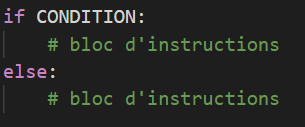 if CONDITION:
    # bloc d'instructions
else:
    # bloc d'instructions